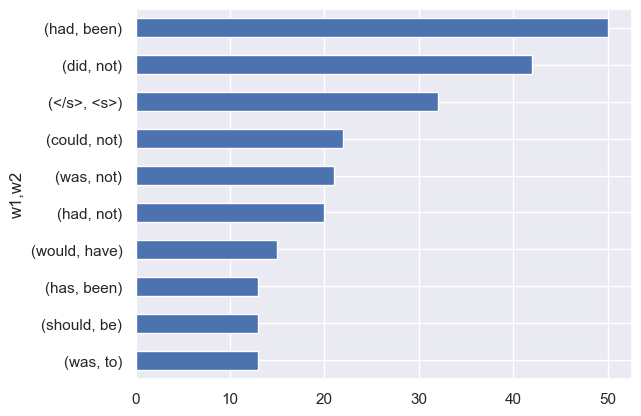 (had, been)
(did, not)
(</s>, <s>)
(could, not)
(was, not)
(had, not)
(would, have)
(has, been)
(should, be)
(was, to)
w1,w2
0 10 20 30 40 50